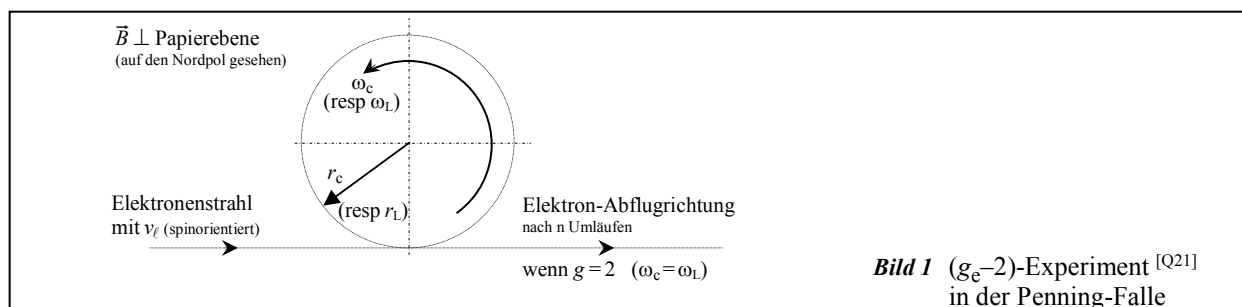 B⃗ ⊥ Papierebene
(auf den Nordpol gesehen)
ω_c
(resp ω_L)
r_c
(resp r_L)
Elektronenstrahl
mit v_ℓ (spinorientiert)
Elektron-Abflugrichtung
nach n Umläufen
wenn g = 2 (ω_c = ω_L)
Bild 1 (g_e–2)-Experiment [Q21]
in der Penning-Falle